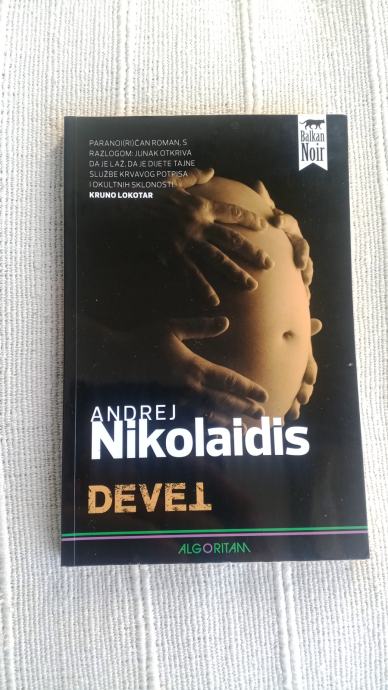 Balkan
Noir
PARANOI(RI)ČAN ROMAN, S
RAZLOGOM: JUNAK OTKRIVA
DA JE LAŽ, DA JE DIJETE TAJNE
SLUŽBE KRVAVOG POTPISA
I OKULTNIH SKLONOSTI
KRUNO LOKOTAR
ANDREJ
Nikolaidis
DEVET
ALGORITAM